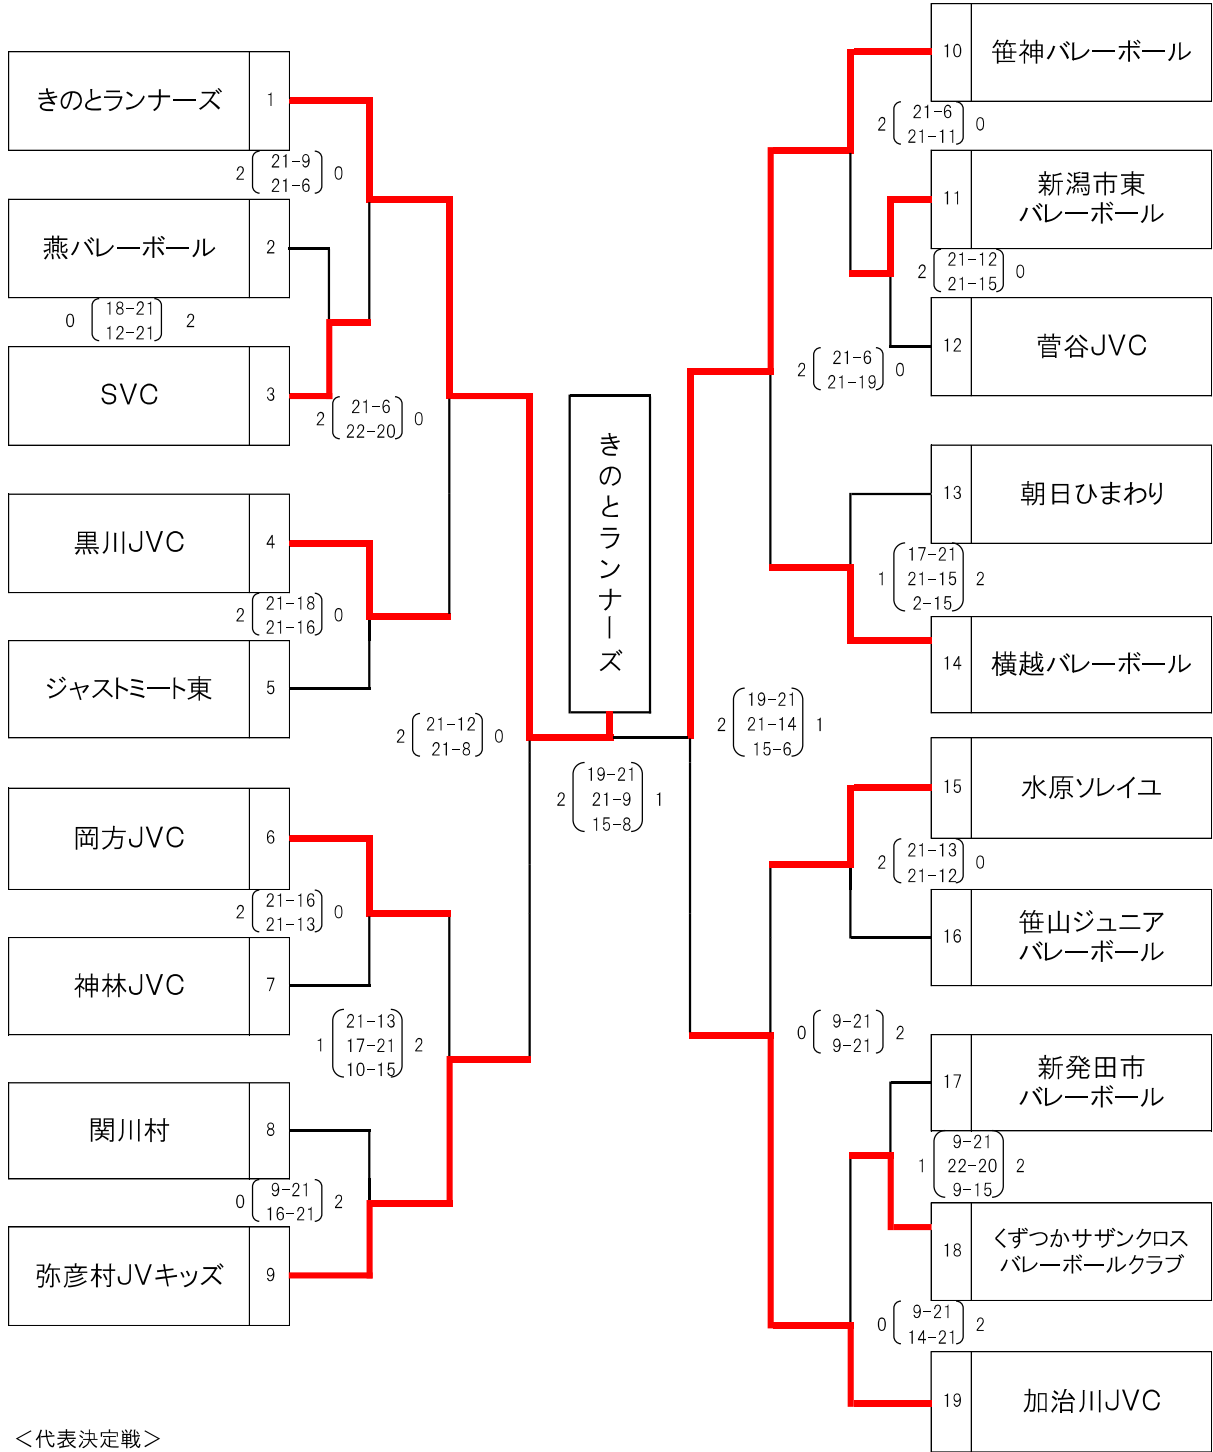 きのとランナーズ 1
2 21-9 0
21-6
燕バレーボール 2
0 18-21 2
12-21
SVC 3
2 21-6 0
22-20
黒川JVC 4
2 21-18 0
21-16
ジャストミート東 5
2 21-12 0
21-8
岡方JVC 6
2 21-16 0
21-13
神林JVC 7
21-13
1 17-21 2
10-15
関川村 8
0 9-21 2
16-21
弥彦村JVキッズ 9
きのとランナーズ
19-21
2 21-9 1
15-8
10 笹神バレーボール
2 21-6 0
21-11
11 新潟市東
バレーボール
2 21-12 0
21-15
12 菅谷JVC
2 21-6 0
21-19
13 朝日ひまわり
17-21
1 21-15 2
2-15
14 横越バレーボール
19-21
2 21-14 1
15-6
15 水原ソレイユ
2 21-13 0
21-12
16 笹山ジュニア
バレーボール
0 9-21 2
9-21
17 新発田市
バレーボール
9-21
1 22-20 2
9-15
18 くずつかサザンクロス
バレーボールクラブ
0 9-21 2
14-21
19 加治川JVC
＜代表決定戦＞